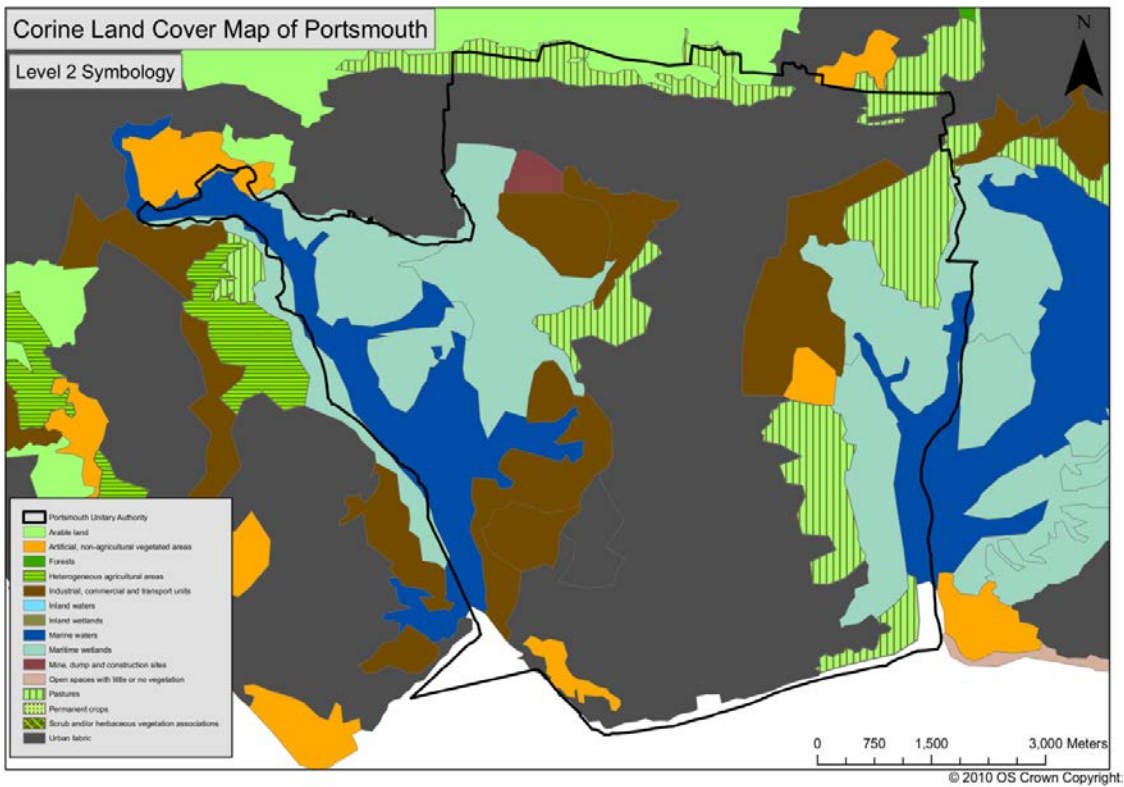 Corine Land Cover Map of Portsmouth
Level 2 Symbology
N
Portsmouth Unitary Authority
Arable land
Artificial, non-agricultural vegetated areas
Forests
Heterogeneous agricultural areas
Industrial, commercial and transport units
Inland waters
Inland wetlands
Marine waters
Maritime wetlands
Mine, dump and construction sites
Open spaces with little or no vegetation
Pastures
Permanent crops
Scrub and/or herbaceous vegetation associations
Urban fabric
0 750 1,500 3,000 Meters
© 2010 OS Crown Copyright: